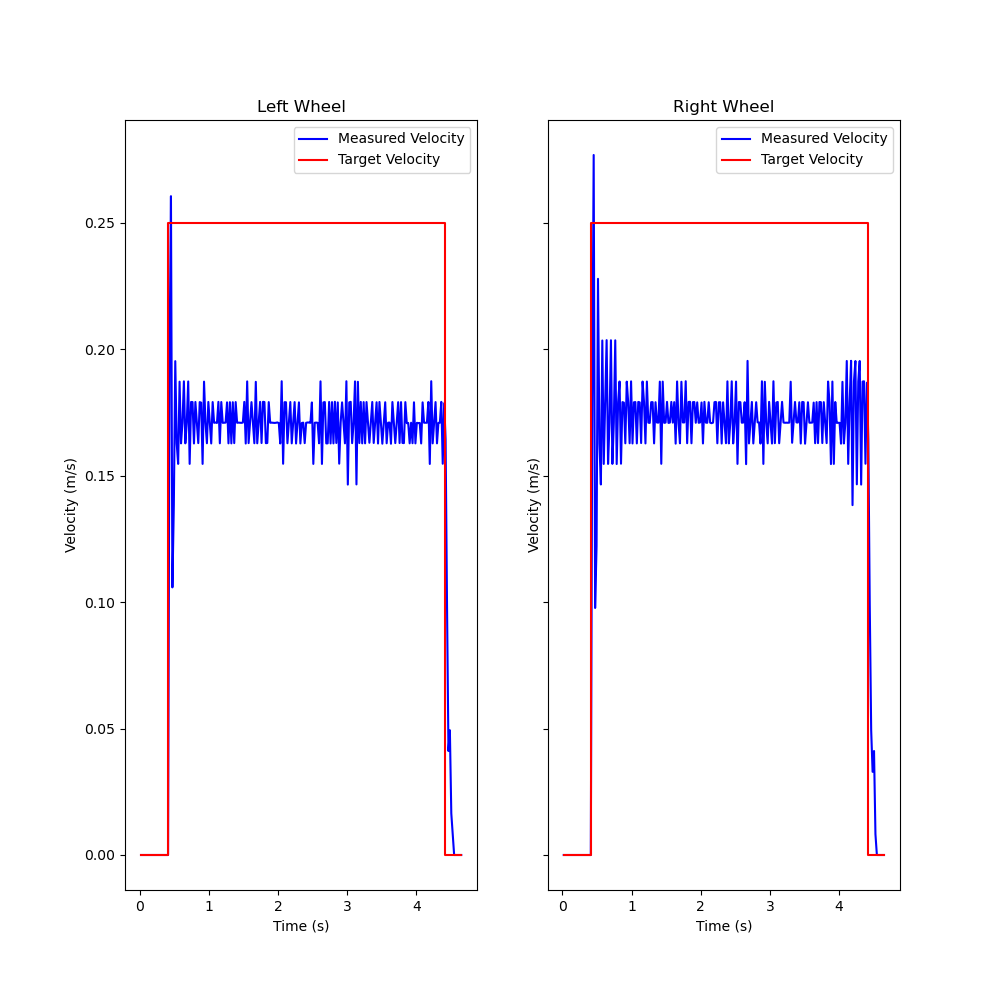 Left Wheel
Measured Velocity
Target Velocity
Velocity (m/s)
0.25
0.20
0.15
0.10
0.05
0.00
0 1 2 3 4
Time (s)
Right Wheel
Measured Velocity
Target Velocity
Velocity (m/s)
0 1 2 3 4
Time (s)